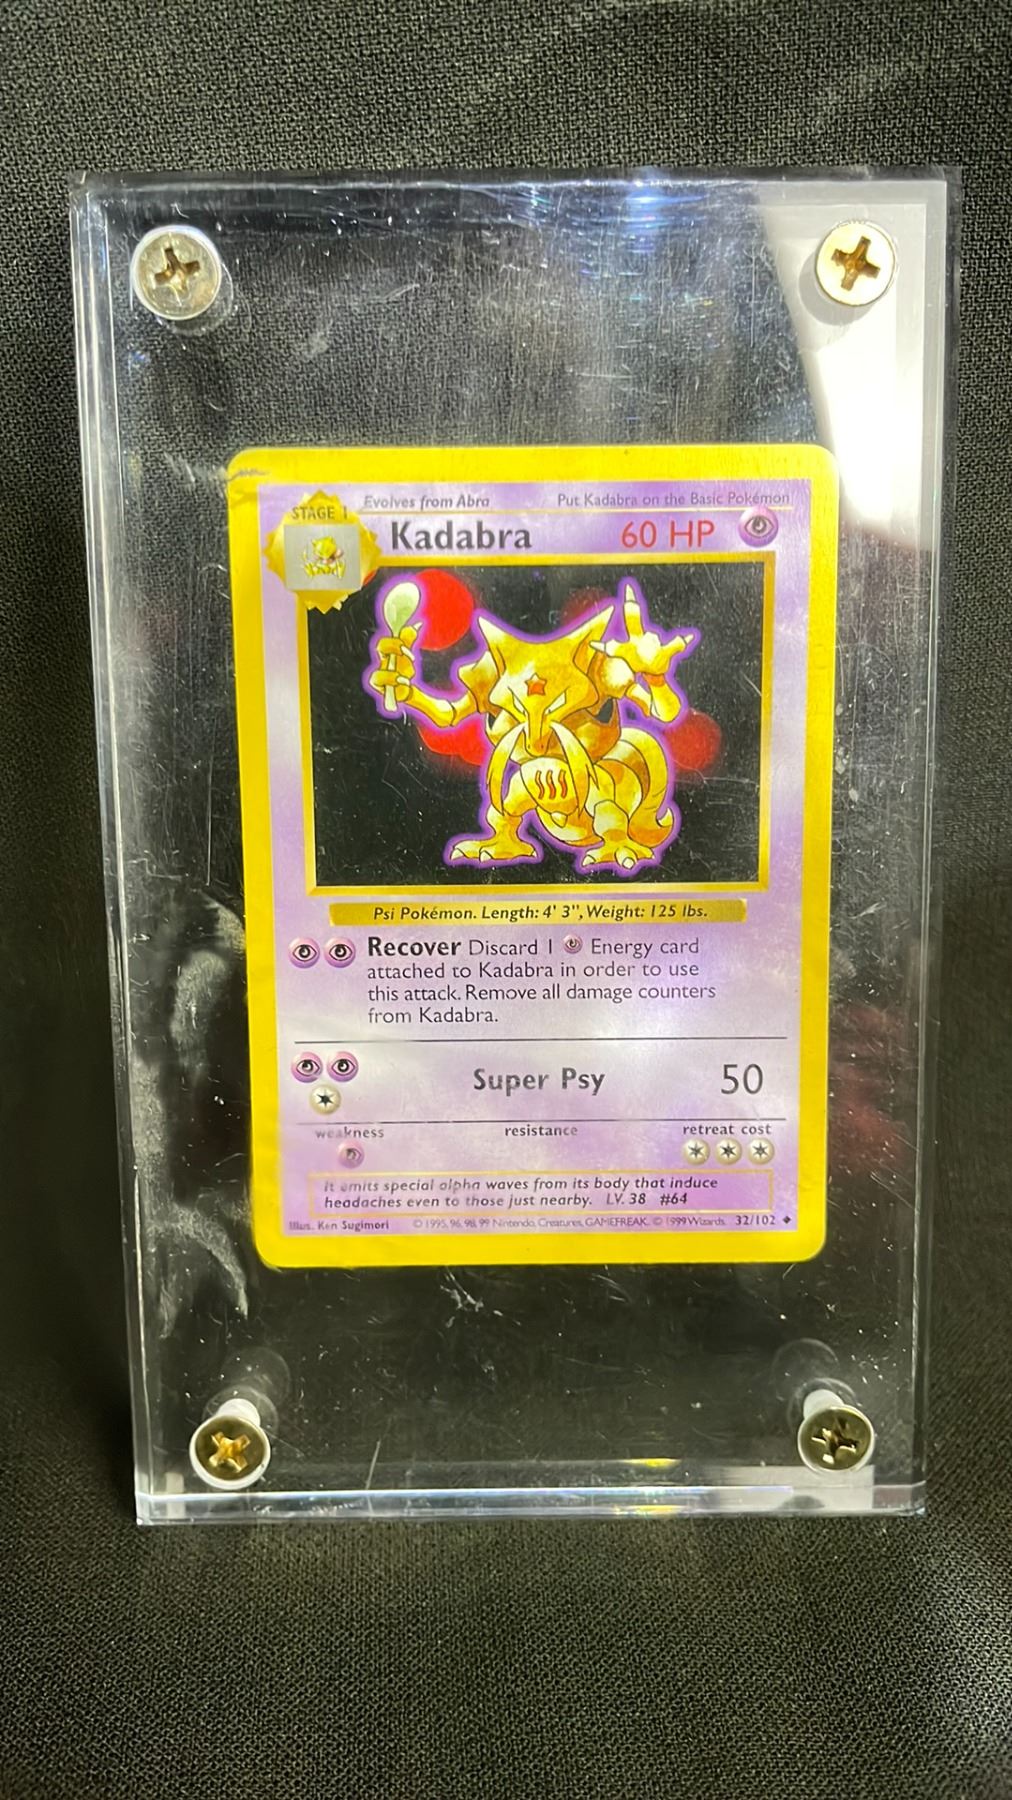 Evolves from Abra
Put Kadabra on the Basic Pokémon
STAGE 1
Kadabra
60 HP
Psi Pokémon. Length: 4' 3", Weight: 125 lbs.
Recover Discard 1 Energy card
attached to Kadabra in order to use
this attack. Remove all damage counters
from Kadabra.
Super Psy 50
weakness resistance retreat cost
It emits special alpha waves from its body that induce
headaches even to those just nearby. LV. 38 #64
Illus. Ken Sugimori © 1995, 96, 98, 99 Nintendo, Creatures, GAMEFREAK. © 1999 Wizards. 32/102